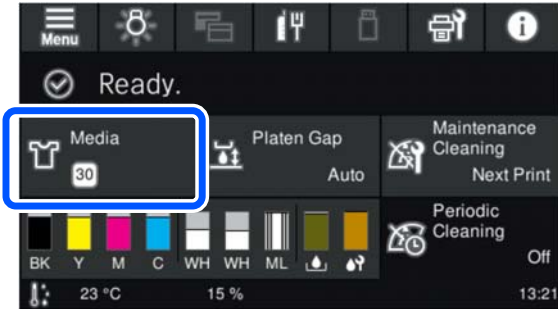 Menu
Ready.
Media
30
Platen Gap
Auto
Maintenance
Cleaning
Next Print
Periodic
Cleaning
Off
BK Y M C WH WH ML
23 °C 15 % 13:21